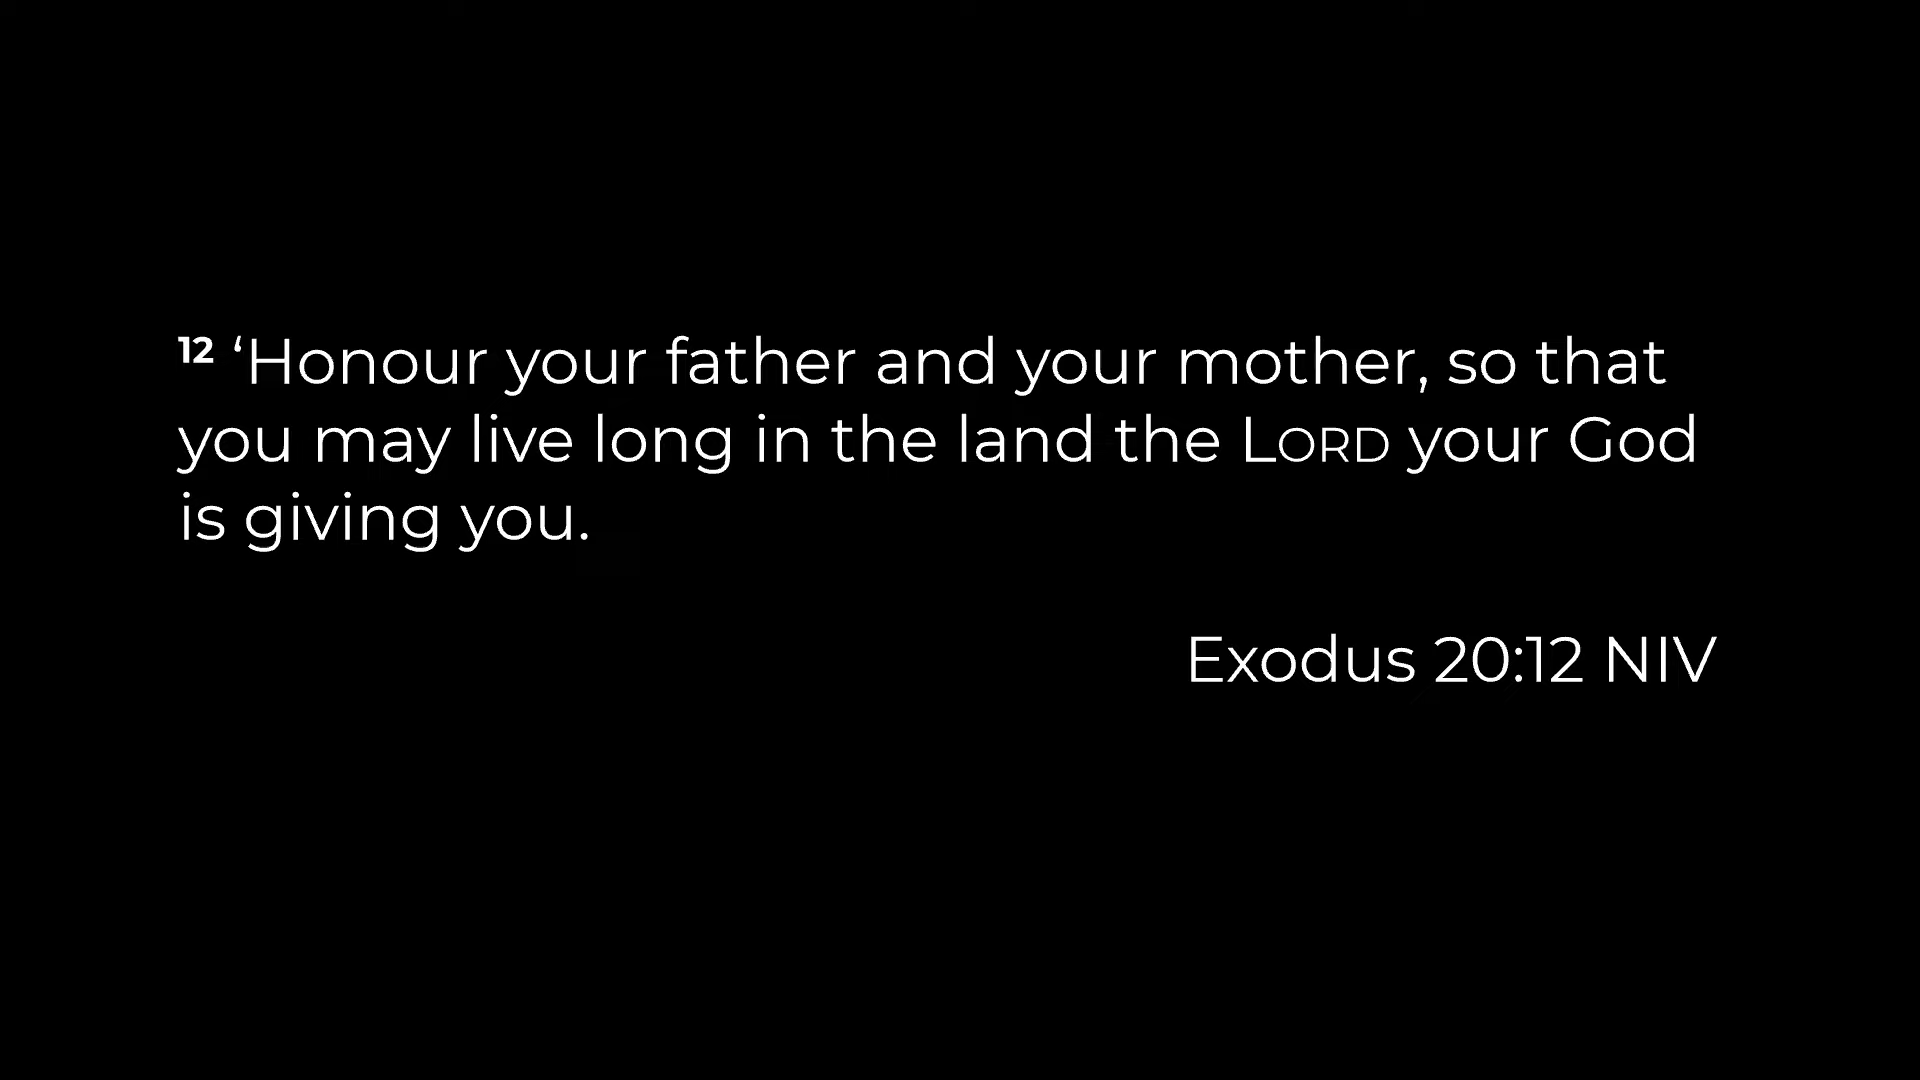 12 ‘Honour your father and your mother, so that
you may live long in the land the LORD your God
is giving you.
Exodus 20:12 NIV